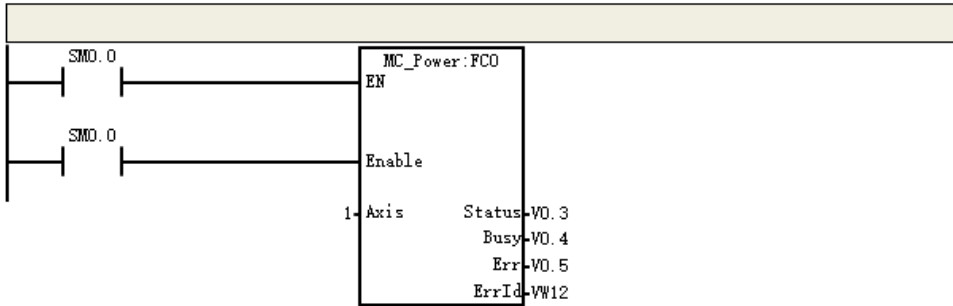 SM0.0
MC_Power:FC0
EN
SM0.0
Enable
1 Axis Status V0.3
Busy V0.4
Err V0.5
ErrId VW12